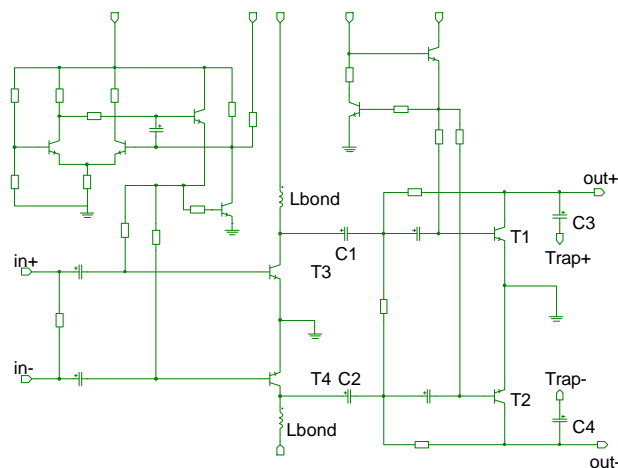 out+
Lbond
C3
C1
T1
Trap+
in+
T3
in-
T4 C2
Trap-
T2
C4
Lbond
out-